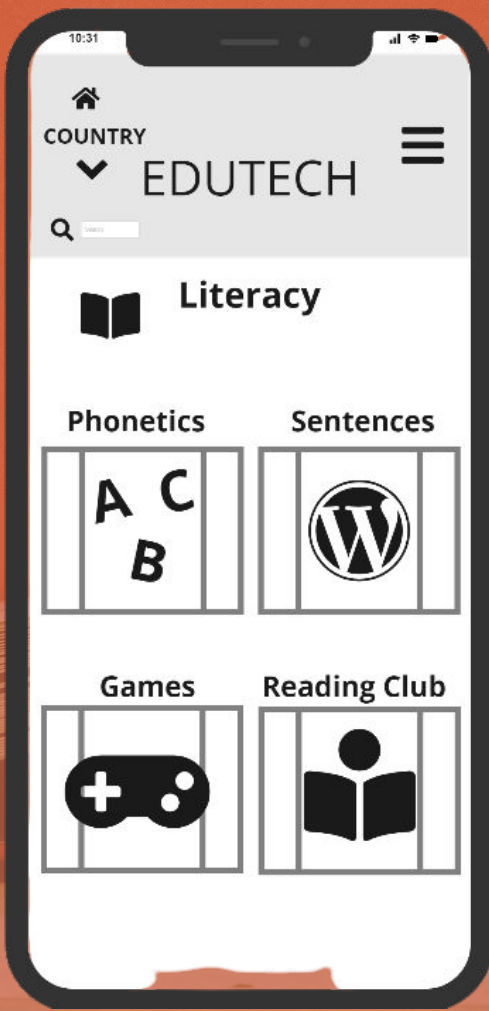 10:31
COUNTRY
EDUTECH
Literacy
Phonetics Sentences
A C
B
W
Games Reading Club